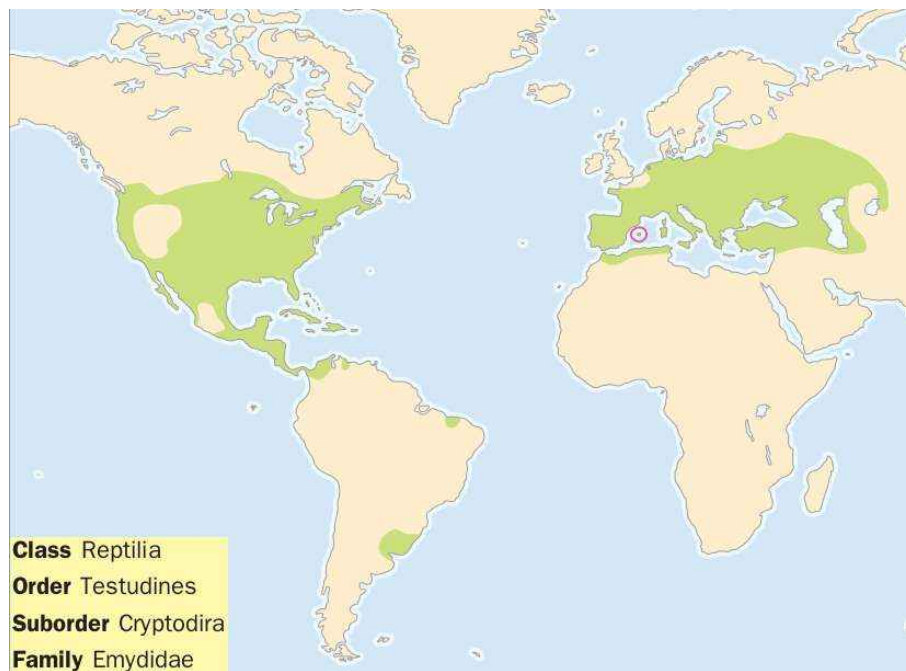 Class Reptilia
Order Testudines
Suborder Cryptodira
Family Emydidae